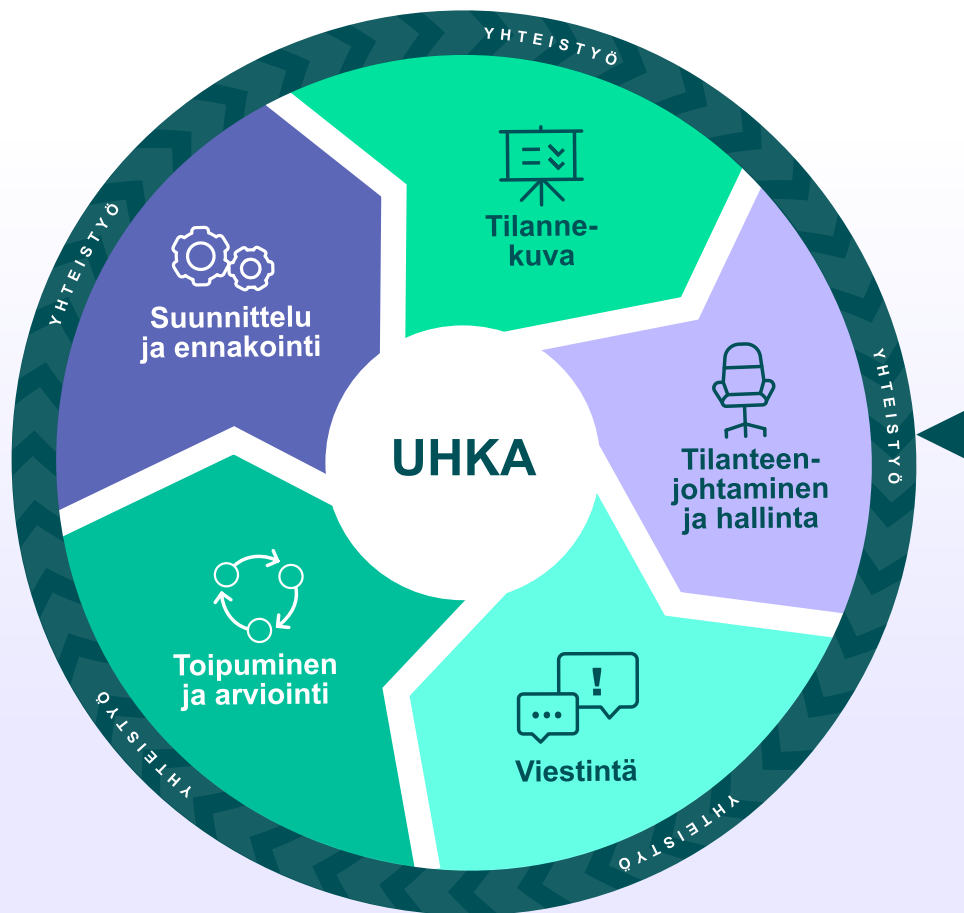 YHTEISTYÖ
Tilanne-
kuva
YHTEISTYÖ
Suunnittelu
ja ennakointi
UHKA
YHTEISTYÖ
Tilanteen-
johtaminen
ja hallinta
Toipuminen
ja arviointi
!
Viestintä
YHTEISTYÖ
YHTEISTYÖ